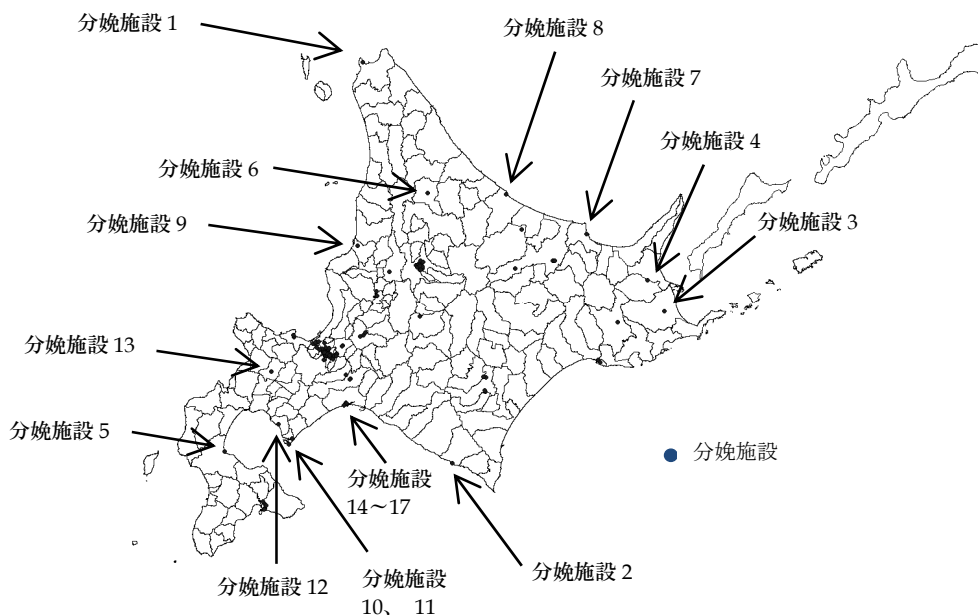 分娩施設 1
分娩施設 8
分娩施設 7
分娩施設 4
分娩施設 6
分娩施設 9
分娩施設 3
分娩施設 13
分娩施設 5
分娩施設
分娩施設
14～17
分娩施設 2
分娩施設 12
分娩施設
10、 11